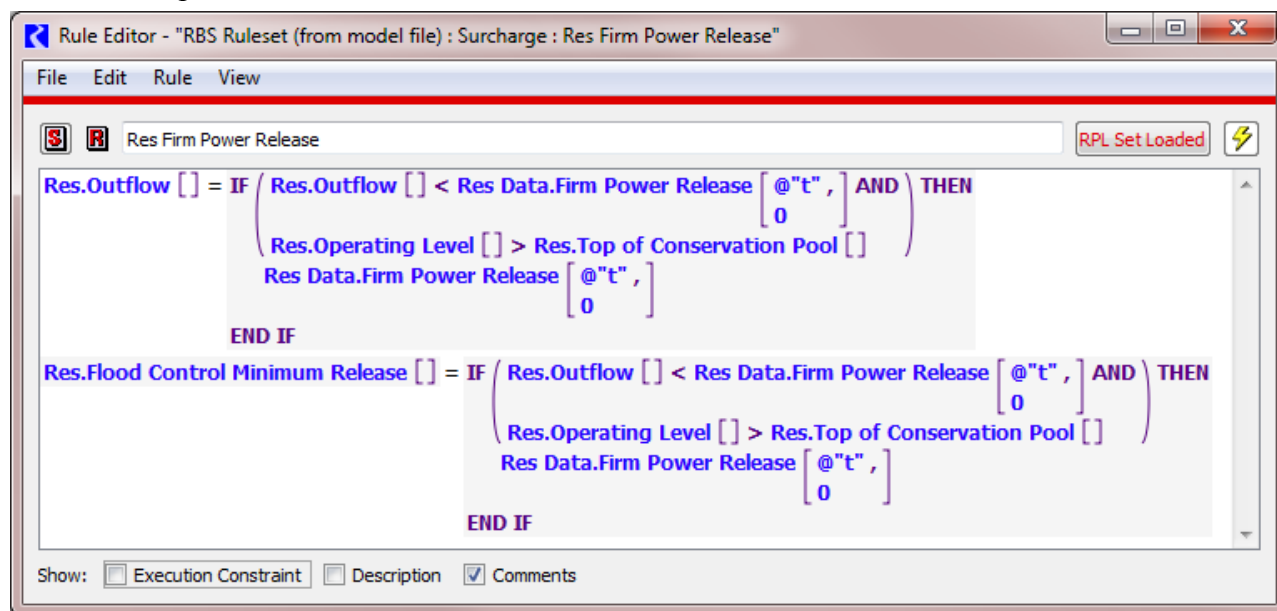 Rule Editor - "RBS Ruleset (from model file) : Surcharge : Res Firm Power Release"
File Edit Rule View
S R Res Firm Power Release RPL Set Loaded
Res.Outflow [] = IF ( Res.Outflow [] < Res Data.Firm Power Release [ @"t" , ] AND ) THEN
0
Res.Operating Level [] > Res.Top of Conservation Pool []
Res Data.Firm Power Release [ @"t" , ]
0
END IF
Res.Flood Control Minimum Release [] = IF ( Res.Outflow [] < Res Data.Firm Power Release [ @"t" , ] AND ) THEN
0
Res.Operating Level [] > Res.Top of Conservation Pool []
Res Data.Firm Power Release [ @"t" , ]
0
END IF
Show: Execution Constraint Description Comments